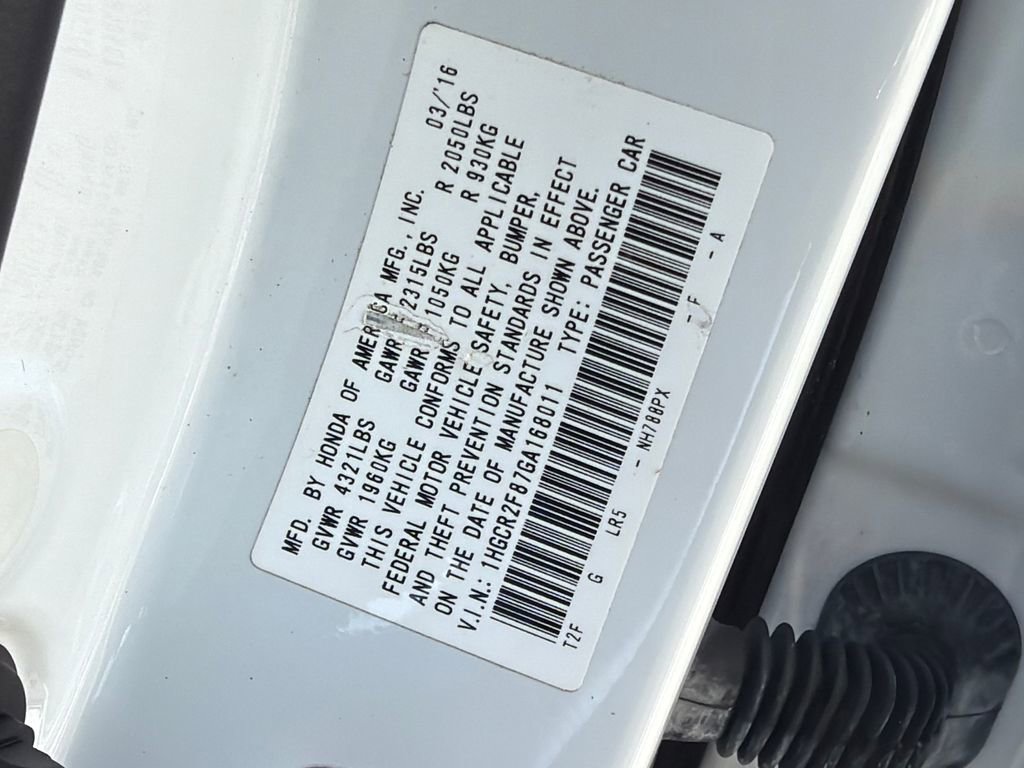 MFD. BY HONDA OF AMERICA MFG.,INC. 03/'16
GVWR 4321LBS GAWR F 2315LBS R 2050LBS
GVWR 1960KG GAWR F 1050KG R 930KG
THIS VEHICLE CONFORMS TO ALL APPLICABLE
FEDERAL MOTOR VEHICLE SAFETY, BUMPER,
AND THEFT PREVENTION STANDARDS IN EFFECT
ON THE DATE OF MANUFACTURE SHOWN ABOVE.
V.I.N.: 1HGCR2F87GA168011 TYPE: PASSENGER CAR
T2F G LR5 - NH788PX - F - A